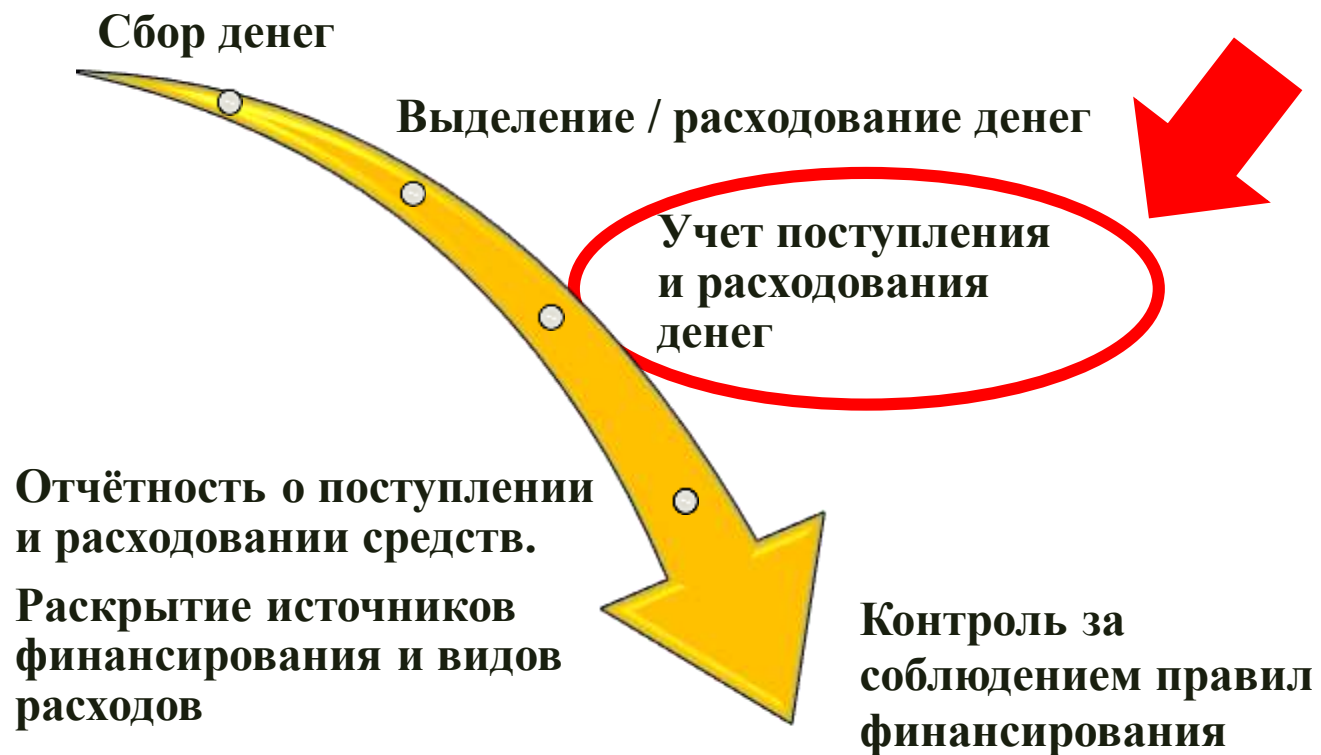 Сбор денег
Выделение / расходование денег
Учет поступления
и расходования
денег
Отчётность о поступлении
и расходовании средств.
Раскрытие источников
финансирования и видов
расходов
Контроль за
соблюдением правил
финансирования